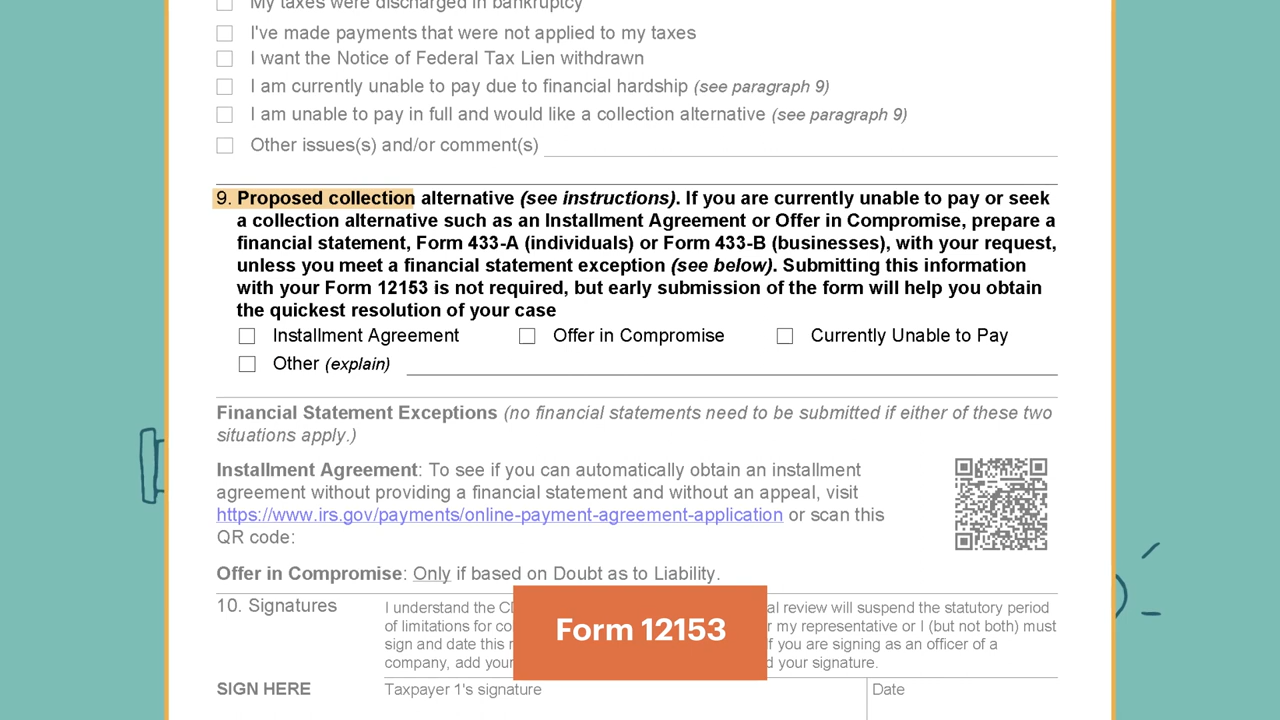 My taxes were discharged in bankruptcy
I've made payments that were not applied to my taxes
I want the Notice of Federal Tax Lien withdrawn
I am currently unable to pay due to financial hardship (see paragraph 9)
I am unable to pay in full and would like a collection alternative (see paragraph 9)
Other issues(s) and/or comment(s)
9. Proposed collection alternative (see instructions). If you are currently unable to pay or seek
a collection alternative such as an Installment Agreement or Offer in Compromise, prepare a
financial statement, Form 433-A (individuals) or Form 433-B (businesses), with your request,
unless you meet a financial statement exception (see below). Submitting this information
with your Form 12153 is not required, but early submission of the form will help you obtain
the quickest resolution of your case
Installment Agreement Offer in Compromise Currently Unable to Pay
Other (explain)
Financial Statement Exceptions (no financial statements need to be submitted if either of these two
situations apply.)
Installment Agreement: To see if you can automatically obtain an installment
agreement without providing a financial statement and without an appeal, visit
https://www.irs.gov/payments/online-payment-agreement-application or scan this
QR code:
Offer in Compromise: Only if based on Doubt as to Liability.
10. Signatures I understand the review will suspend the statutory period
of limitations for my representative or I (but not both) must
sign and date this you are signing as an officer of a
company, add your signature.
Form 12153
SIGN HERE Taxpayer 1's signature Date